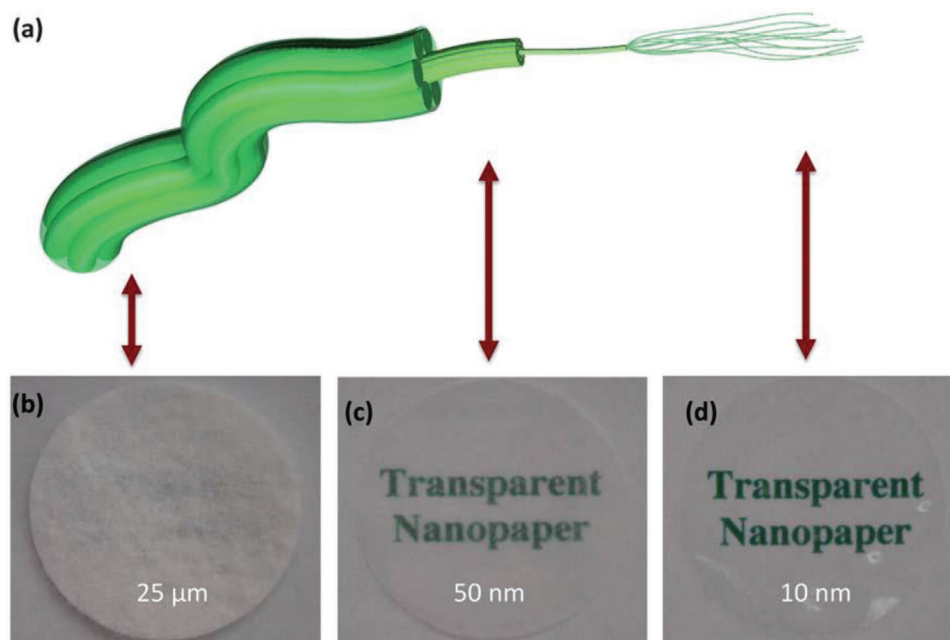 (a)
(b)
25 μm
(c)
Transparent
Nanopaper
50 nm
(d)
Transparent
Nanopaper
10 nm